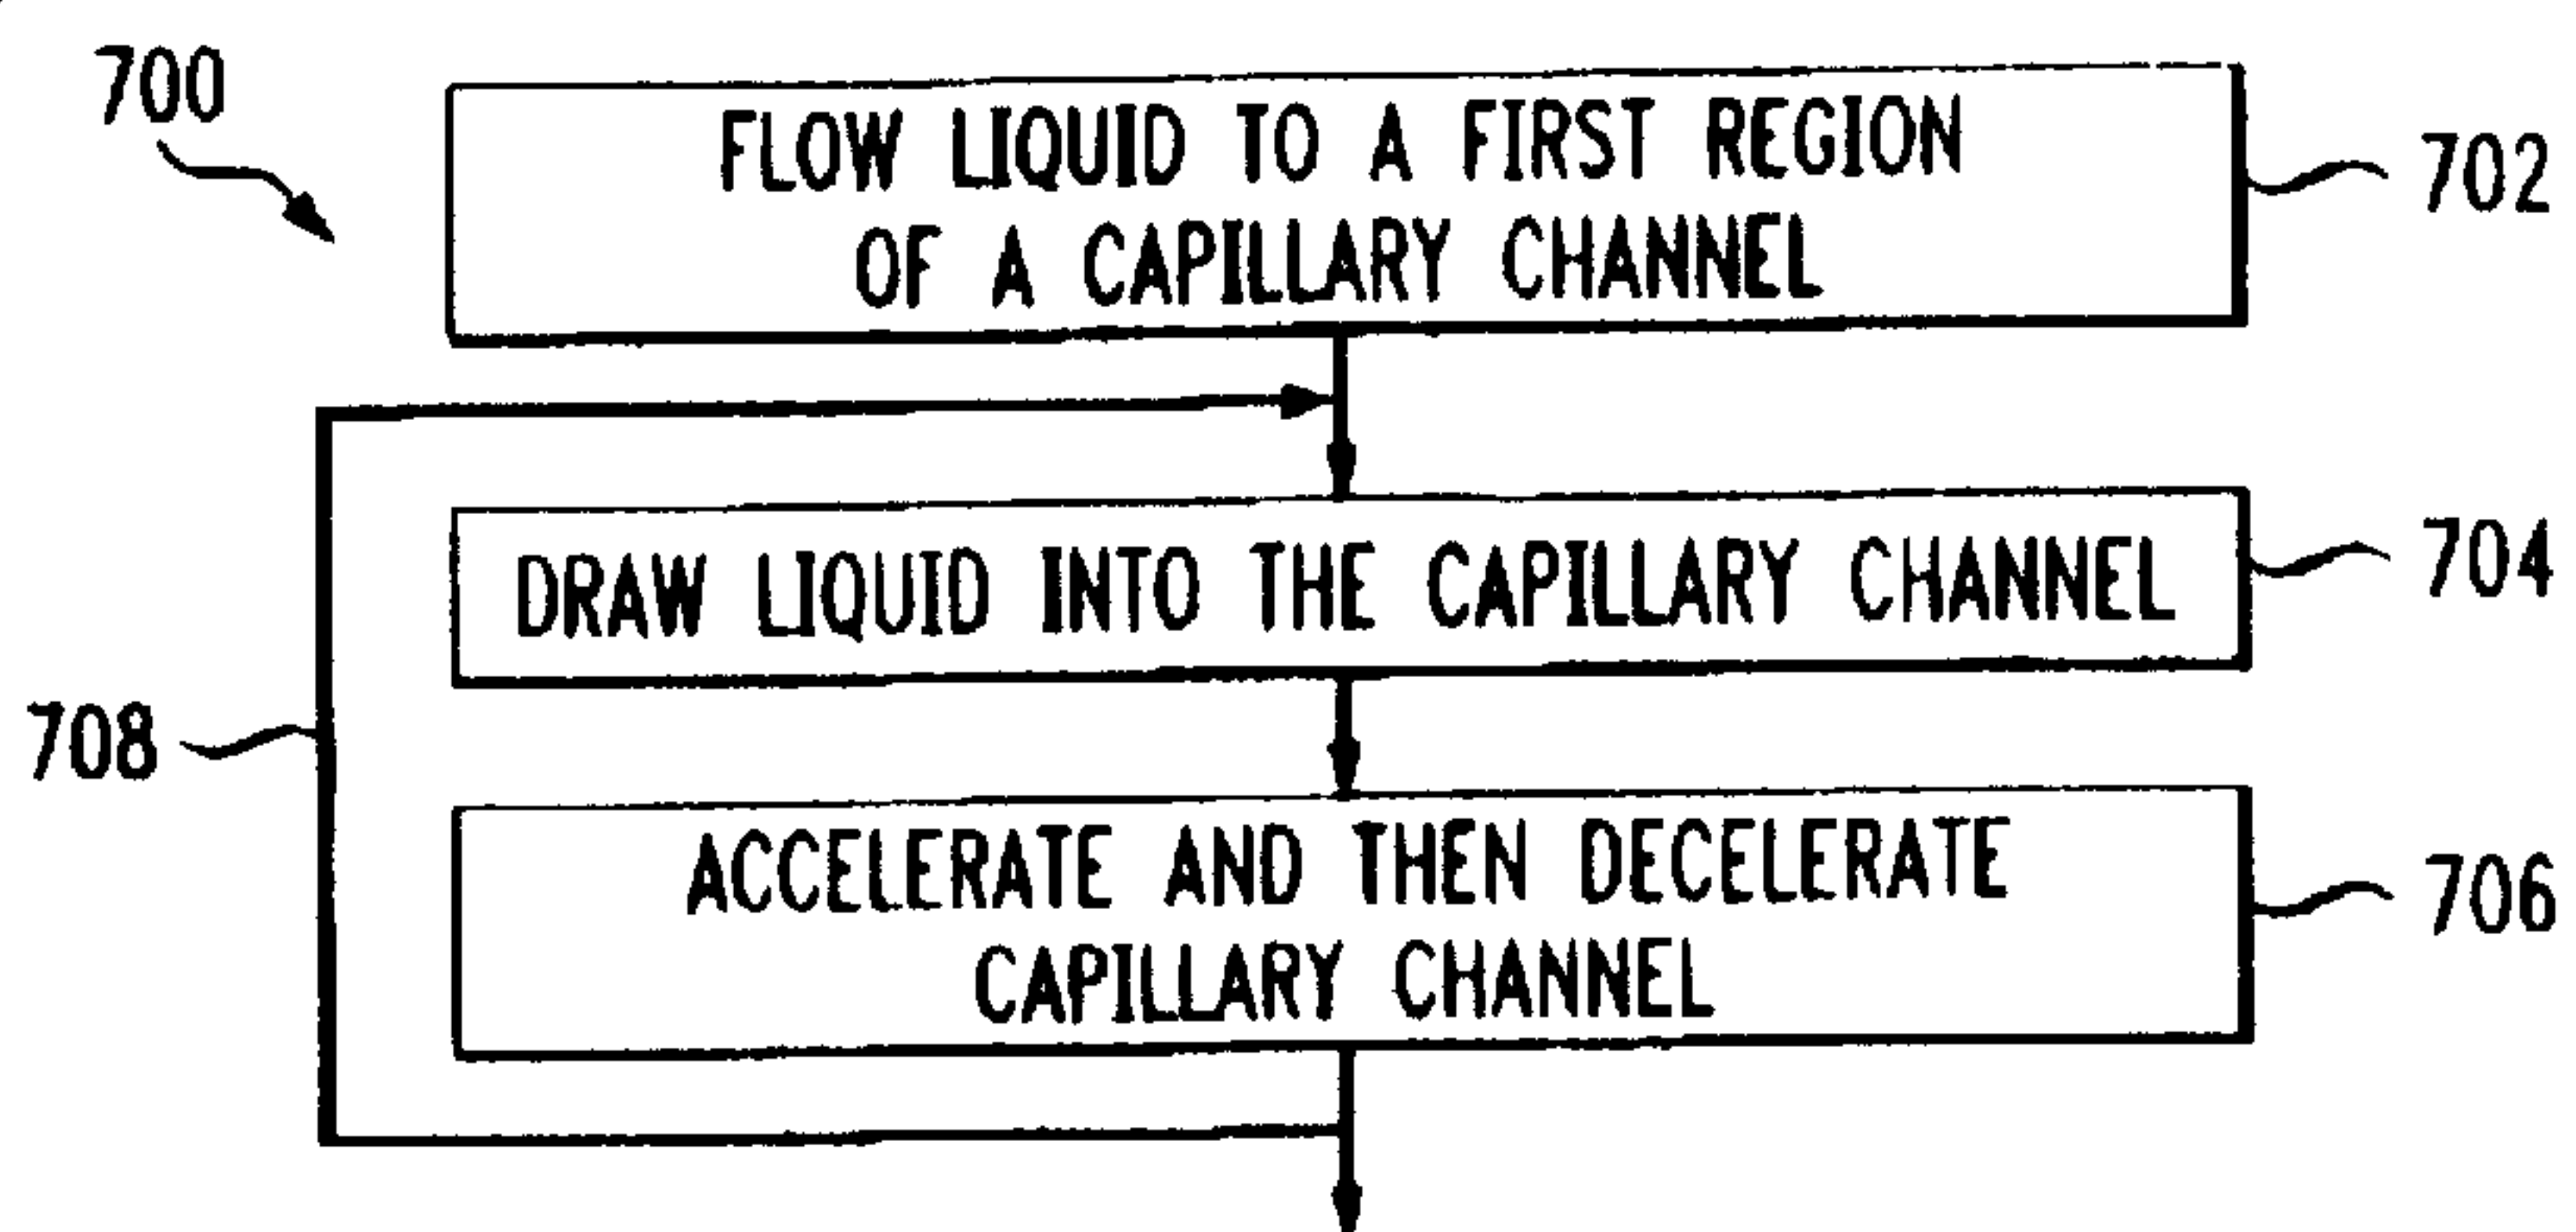 700
FLOW LIQUID TO A FIRST REGION
OF A CAPILLARY CHANNEL
702
DRAW LIQUID INTO THE CAPILLARY CHANNEL
704
708
ACCELERATE AND THEN DECELERATE
CAPILLARY CHANNEL
706